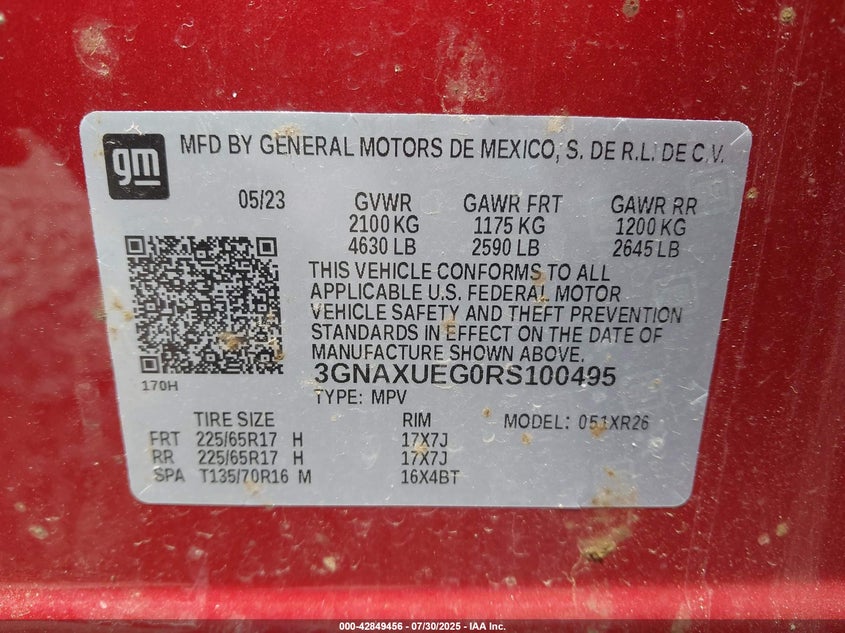 gm
MFD BY GENERAL MOTORS DE MEXICO, S. DE R.L. DE C.V.
05/23 GVWR GAWR FRT GAWR RR
2100 KG 1175 KG 1200 KG
4630 LB 2590 LB 2645 LB
THIS VEHICLE CONFORMS TO ALL
APPLICABLE U.S. FEDERAL MOTOR
VEHICLE SAFETY AND THEFT PREVENTION
STANDARDS IN EFFECT ON THE DATE OF
MANUFACTURE SHOWN ABOVE.
170H
3GNAXUEG0RS100495
TYPE: MPV
TIRE SIZE RIM MODEL: 051XR26
FRT 225/65R17 H 17X7J
RR 225/65R17 H 17X7J
SPA T135/70R16 M 16X4BT
000-42849456 - 07/30/2025 - IAA Inc.